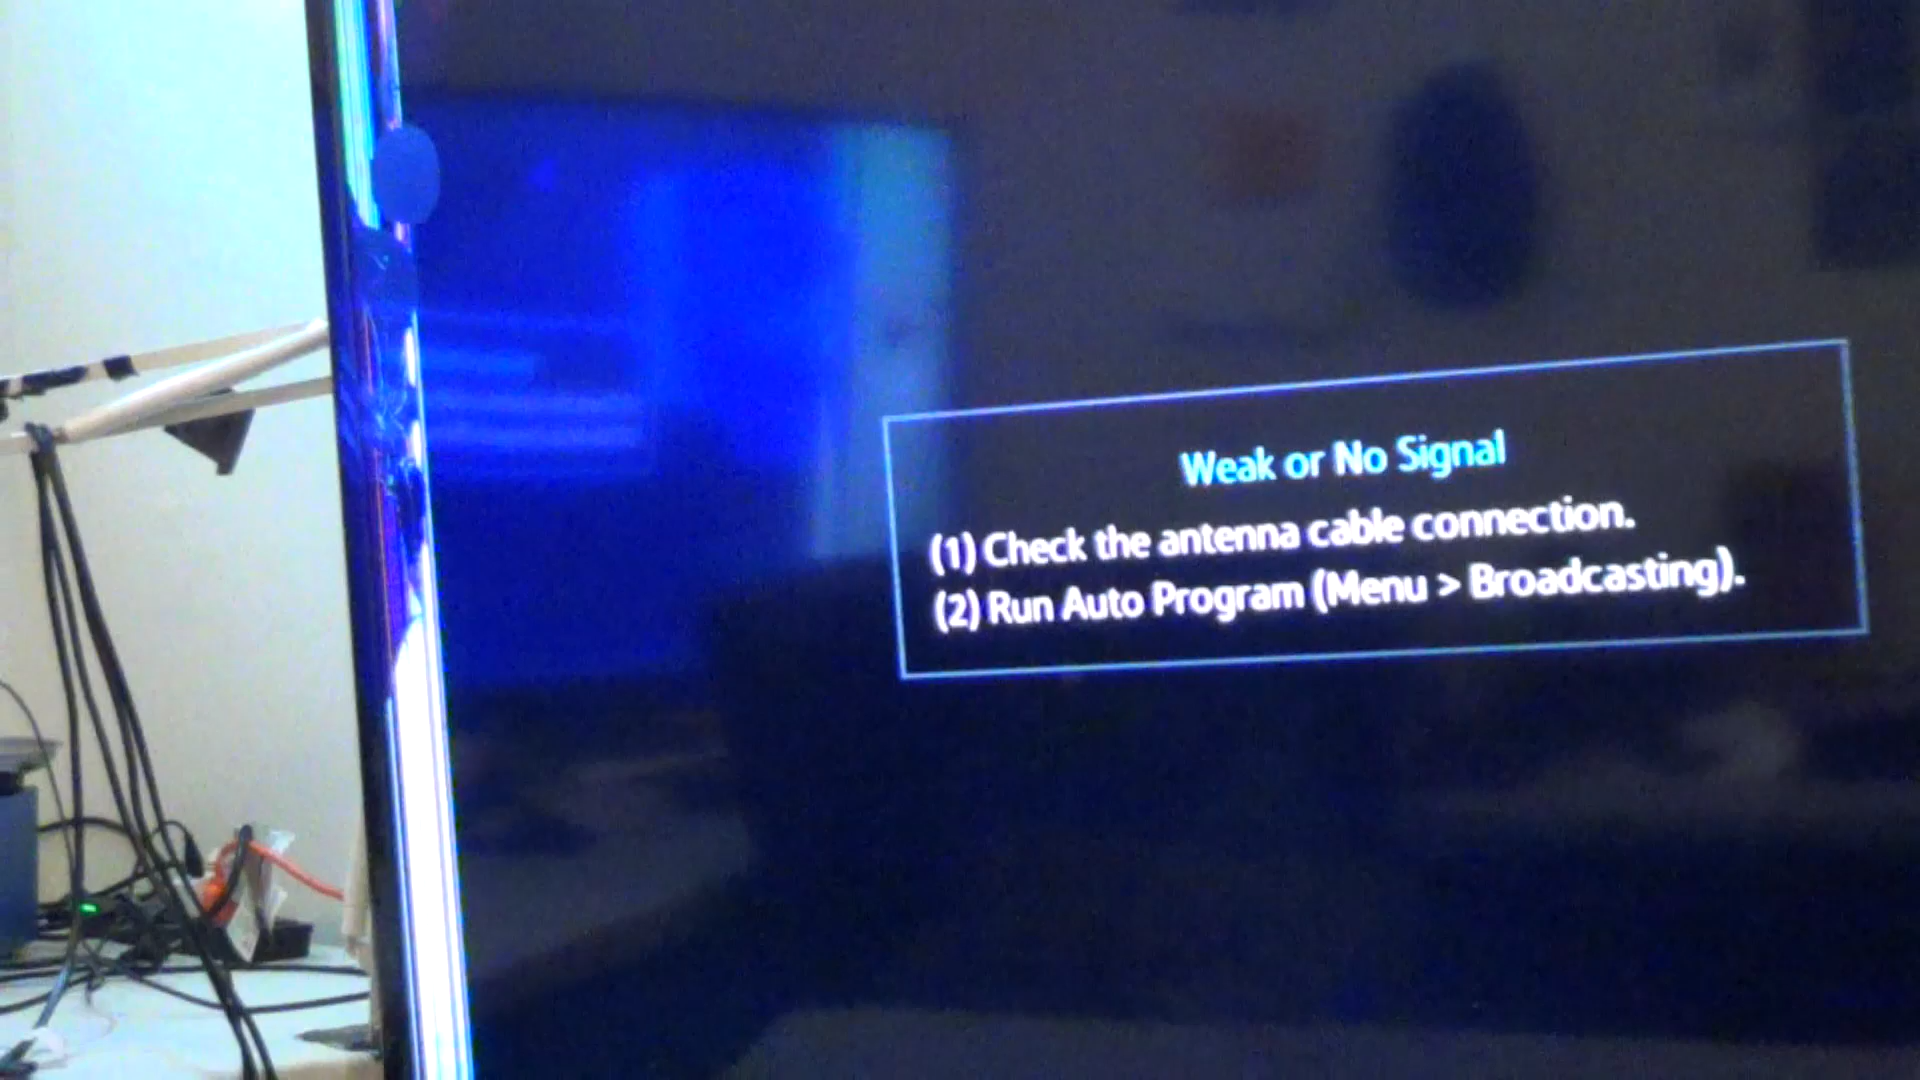 Weak or No Signal
(1) Check the antenna cable connection.
(2) Run Auto Program (Menu > Broadcasting).